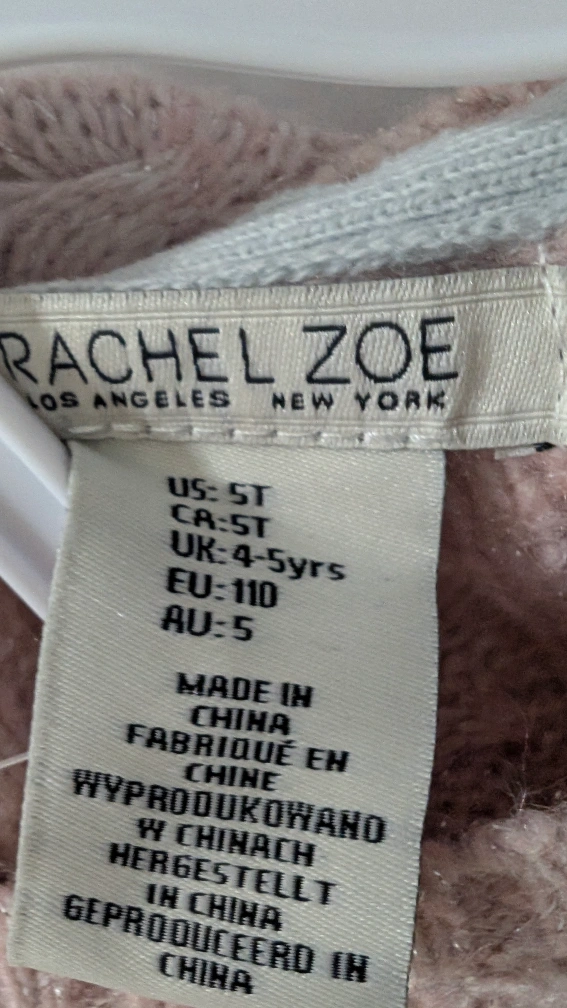 RACHEL ZOE
LOS ANGELES NEW YORK
US: 5T
CA:5T
UK: 4-5yrs
EU:110
AU: 5
MADE IN
CHINA
FABRIQUÉ EN
CHINE
WYPRODUKOWANO
W CHINACH
HERGESTELLT
IN CHINA
GEPRODUCEERD IN
CHINA